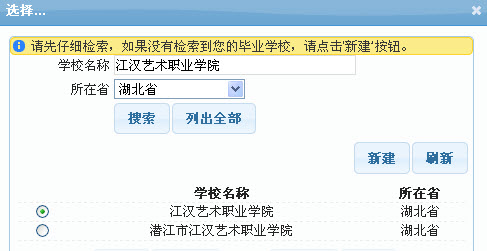 选择...
请先仔细检索，如果没有检索到您的毕业学校，请点击'新建'按钮。
学校名称 江汉艺术职业学院
所在省 湖北省
搜索 列出全部
新建 刷新
学校名称 所在省
江汉艺术职业学院 湖北省
潜江市江汉艺术职业学院 湖北省